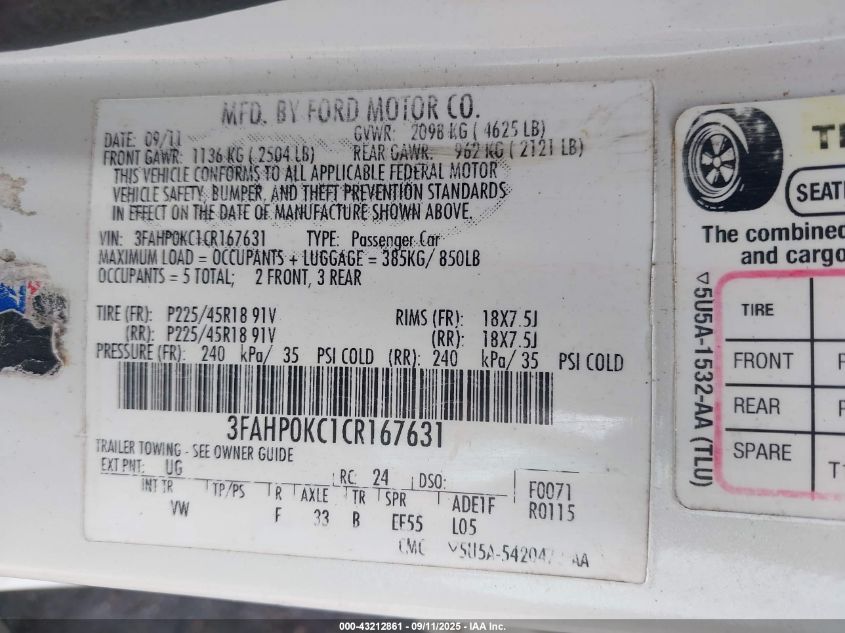 MFD. BY FORD MOTOR CO.
DATE: 09/11 GVWR: 2098 KG ( 4625 LB)
FRONT GAWR: 1136 KG ( 2504 LB) REAR GAWR: 962 KG ( 2121 LB)
THIS VEHICLE CONFORMS TO ALL APPLICABLE FEDERAL MOTOR
VEHICLE SAFETY, BUMPER, AND THEFT PREVENTION STANDARDS
IN EFFECT ON THE DATE OF MANUFACTURE SHOWN ABOVE.
VIN: 3FAHP0KC1CR167631 TYPE: Passenger Car
MAXIMUM LOAD = OCCUPANTS + LUGGAGE = 385KG/ 850LB
OCCUPANTS = 5 TOTAL; 2 FRONT, 3 REAR
TIRE (FR): P225/45R18 91V RIMS (FR): 18X7.5J
(RR): P225/45R18 91V (RR): 18X7.5J
PRESSURE (FR): 240 kPa/ 35 PSI COLD (RR): 240 kPa/ 35 PSI COLD
3FAHP0KC1CR167631
TRAILER TOWING - SEE OWNER GUIDE
EXT PNT: UG RC: 24 DSO: F0071
INT TR TP/PS R AXLE TR SPR ADE1F R0115
VW F 33 B EF55 L05
CMC
SEAT
The combined
and cargo
TIRE
FRONT
REAR
SPARE
▽5U5A-1532-AA (TLU)
000-43212861 - 09/11/2025 - IAA Inc.